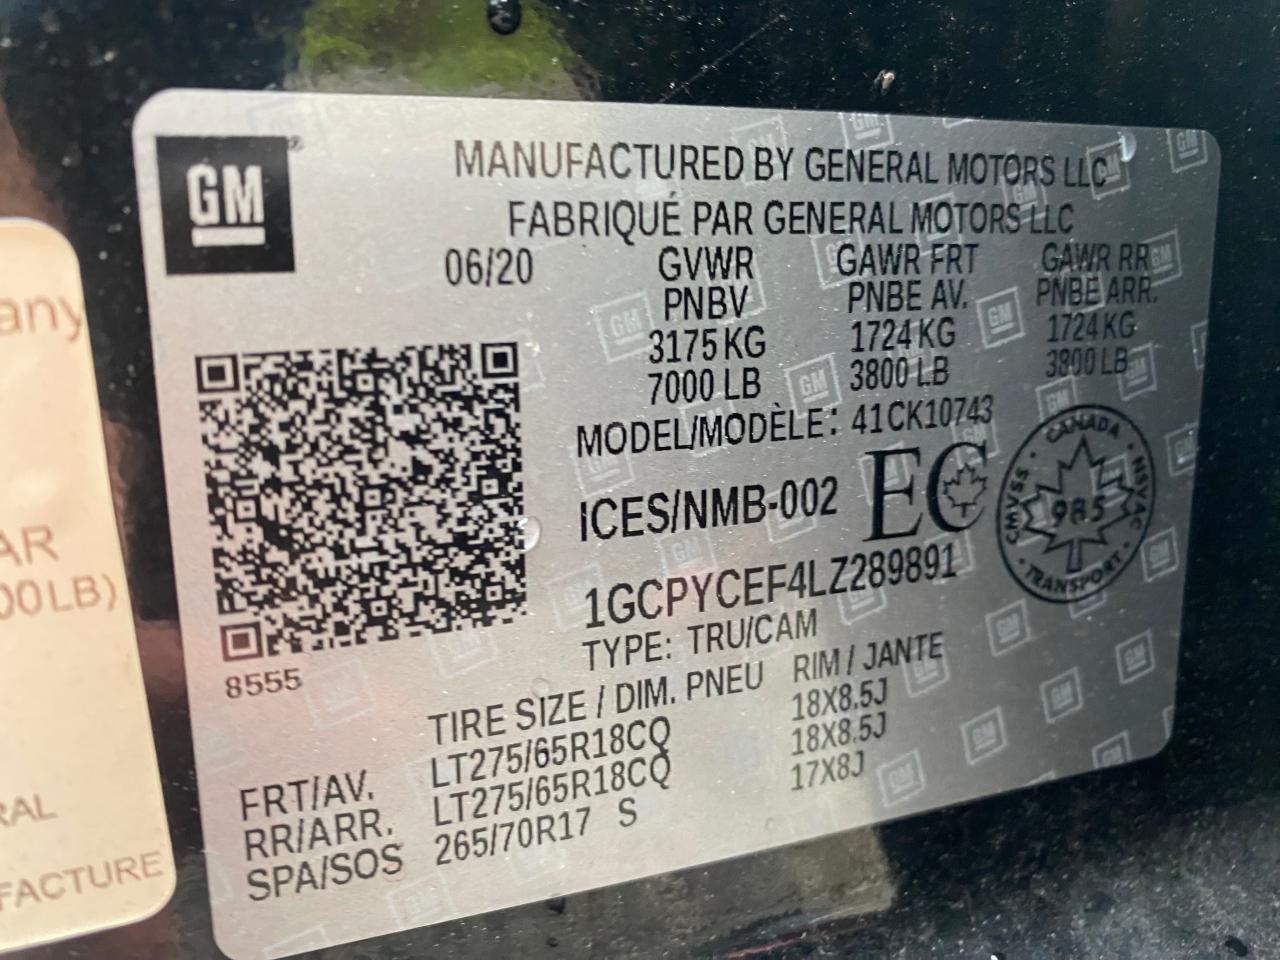 GM
MANUFACTURED BY GENERAL MOTORS LLC
FABRIQUÉ PAR GENERAL MOTORS LLC
06/20 GVWR GAWR FRT GAWR RR
PNBV PNBE AV. PNBE ARR.
3175 KG 1724 KG 1724 KG
7000 LB 3800 LB 3800 LB
MODEL/MODÈLE: 41CK10743
ICES/NMB-002 EC
CANADA
CMVSS 985 NSVAC
TRANSPORT
1GCPYCEF4LZ289891
TYPE: TRU/CAM
8555
TIRE SIZE / DIM. PNEU RIM / JANTE
FRT/AV. LT275/65R18CQ 18X8.5J
RR/ARR. LT275/65R18CQ 18X8.5J
SPA/SOS 265/70R17 S 17X8J
any
AR
00LB)
RAL
FACTURE